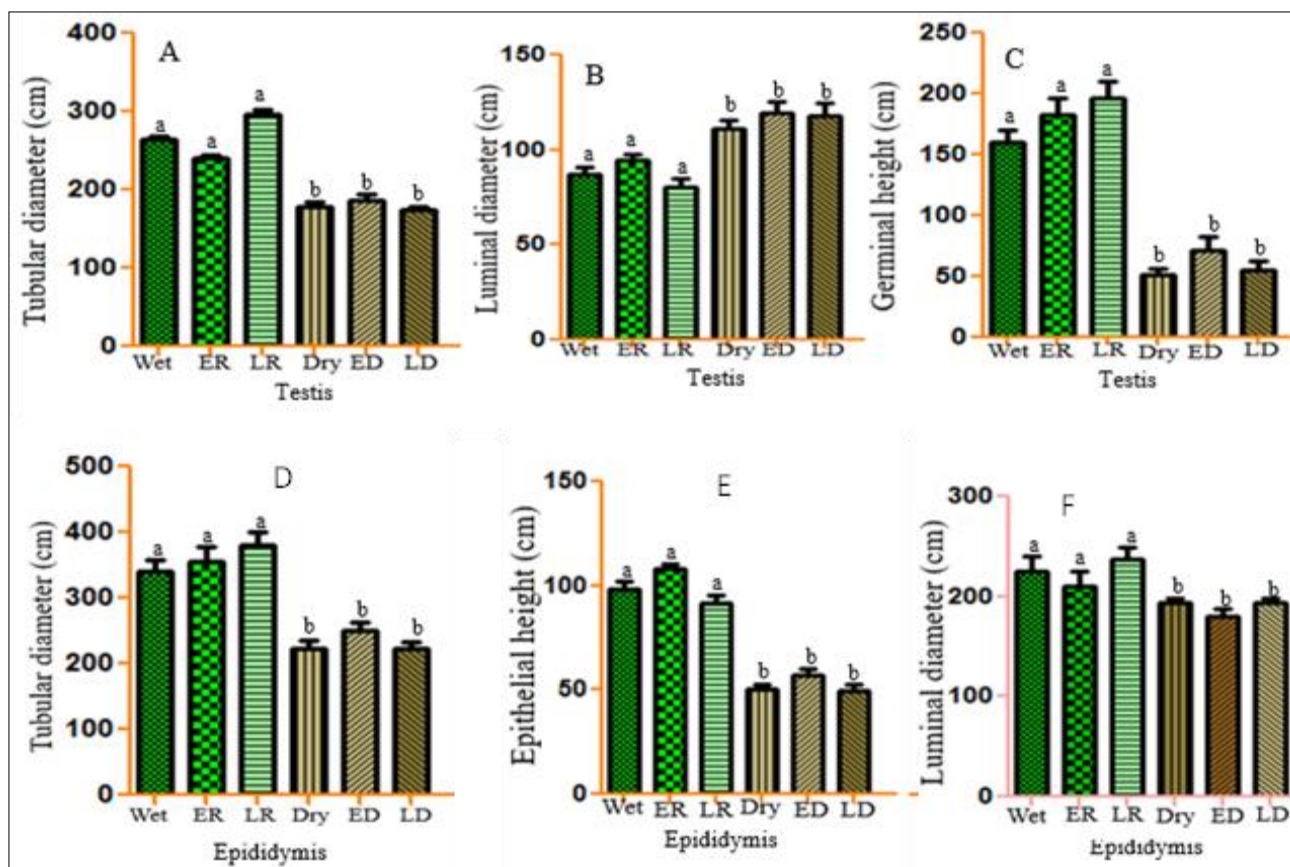 A
Tubular diameter (cm)
400
300
200
100
0
a a a b b b
Wet ER LR Dry ED LD
Testis
B
Luminal diameter (cm)
150
100
50
0
a a a b b b
Wet ER LR Dry ED LD
Testis
C
Germinal height (cm)
250
200
150
100
50
0
a a a b b b
Wet ER LR Dry ED LD
Testis
D
Tubular diameter (cm)
500
400
300
200
100
0
a a a b b b
Wet ER LR Dry ED LD
Epididymis
E
Epithelial height (cm)
150
100
50
0
a a a b b b
Wet ER LR Dry ED LD
Epididymis
F
Luminal diameter (cm)
300
200
100
0
a a a b b b
Wet ER LR Dry ED LD
Epididymis